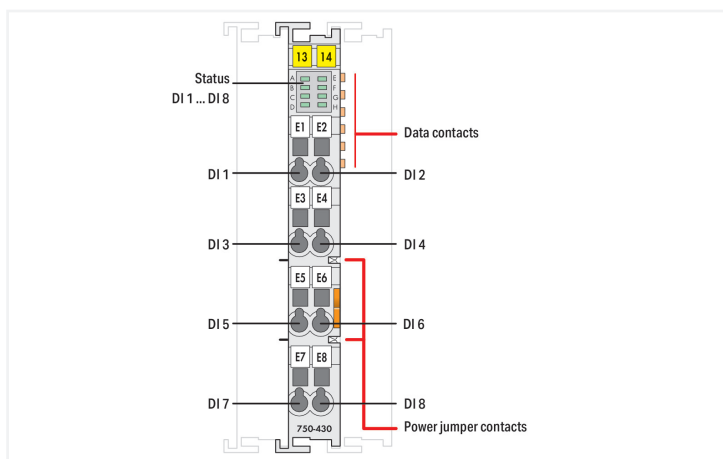 13 14
Status
DI 1 ... DI 8
A E
B F
C G
D H
E1 E2
Data contacts
DI 1
DI 2
E3 E4
DI 3
DI 4
E5 E6
DI 5
DI 6
E7 E8
DI 7
DI 8
750-430
Power jumper contacts